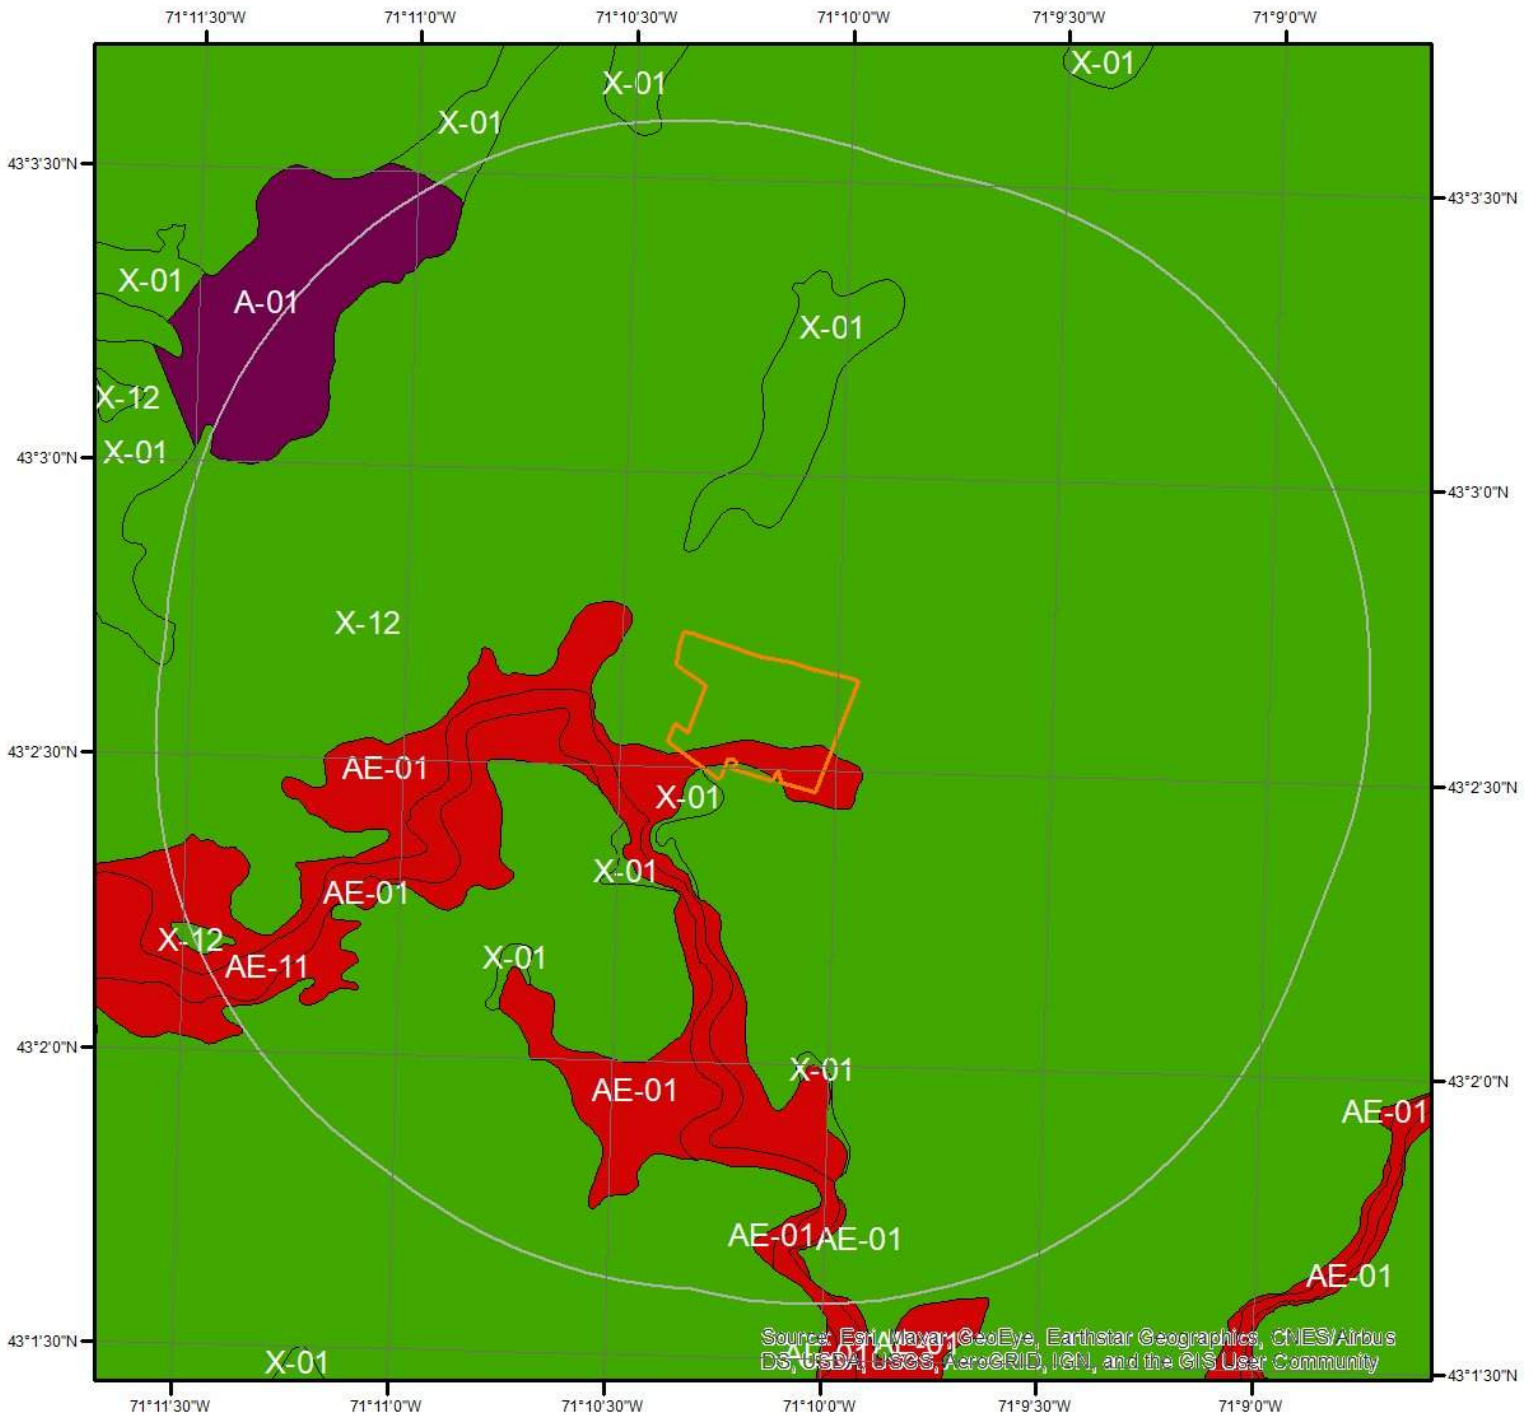 71°11'30"W 71°11'0"W 71°10'30"W 71°10'0"W 71°9'30"W 71°9'0"W
X-01
X-01
X-01
43°3'30"N
43°3'30"N
X-01
A-01
X-01
X-12
X-01
43°3'0"N
43°3'0"N
X-12
43°2'30"N
AE-01
43°2'30"N
X-01
X-01
AE-01
X-12
X-01
AE-11
43°2'0"N
X-01
43°2'0"N
AE-01
AE-01
AE-01 AE-01
AE-01
43°1'30"N
Source: Esri, Maxar, GeoEye, Earthstar Geographics, CNES/Airbus
AE-01 AE-01
DS, USDA, USGS, AeroGRID, IGN, and the GIS User Community
X-01
43°1'30"N
71°11'30"W 71°11'0"W 71°10'30"W 71°10'0"W 71°9'30"W 71°9'0"W